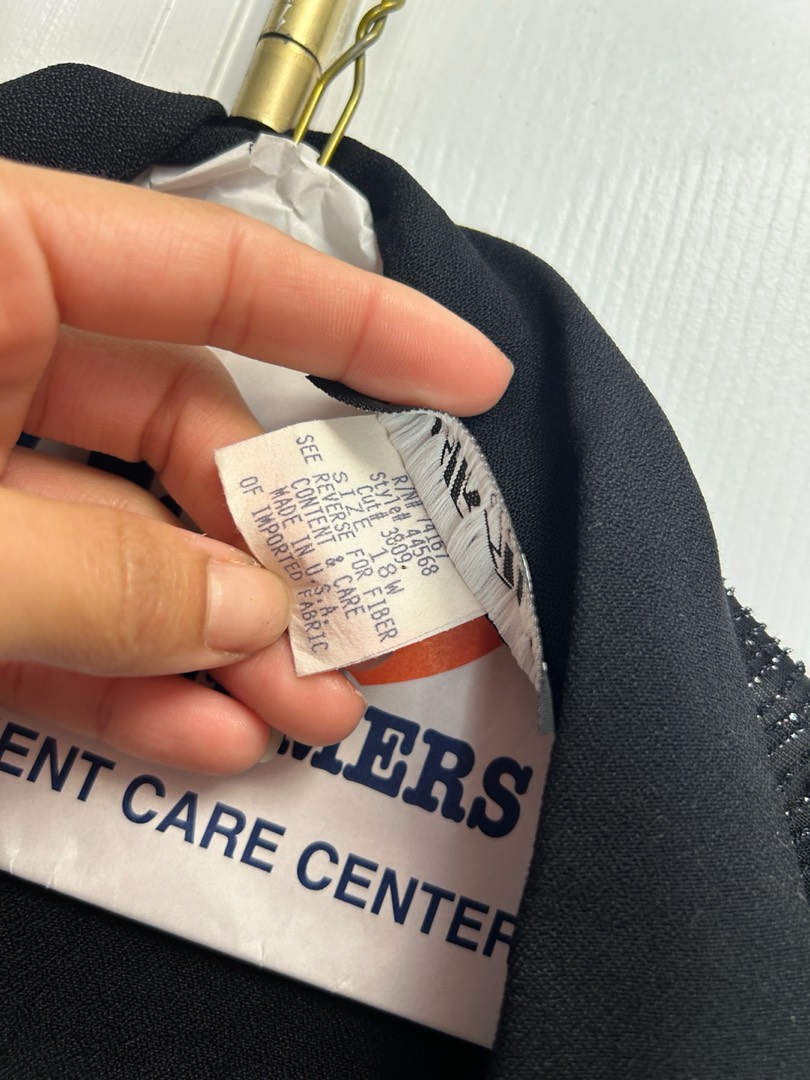 R/N# 74167
Style# 44568
Cut# 3809.
SIZE 18W
SEE REVERSE FOR FIBER
CONTENT & CARE
MADE IN U.S.A.
OF IMPORTED FABRIC
MERS
ENT CARE CENTER